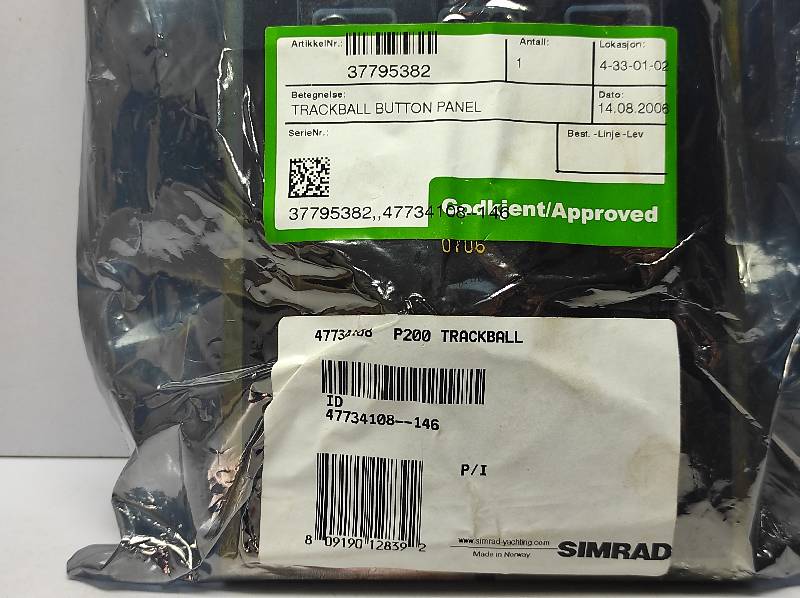 ArtikkelNr.:
37795382
Antall:
1
Lokasjon:
4-33-01-02
Betegnelse:
TRACKBALL BUTTON PANEL
Dato:
14.08.2006
SerieNr.:
Best. -Linje -Lev
37795382,,47734108--146
Godkjent/Approved
0706
47734108 P200 TRACKBALL
ID
47734108--146
P/I
8 09190 12839 2
www.simrad-yachting.com
Made in Norway
SIMRAD